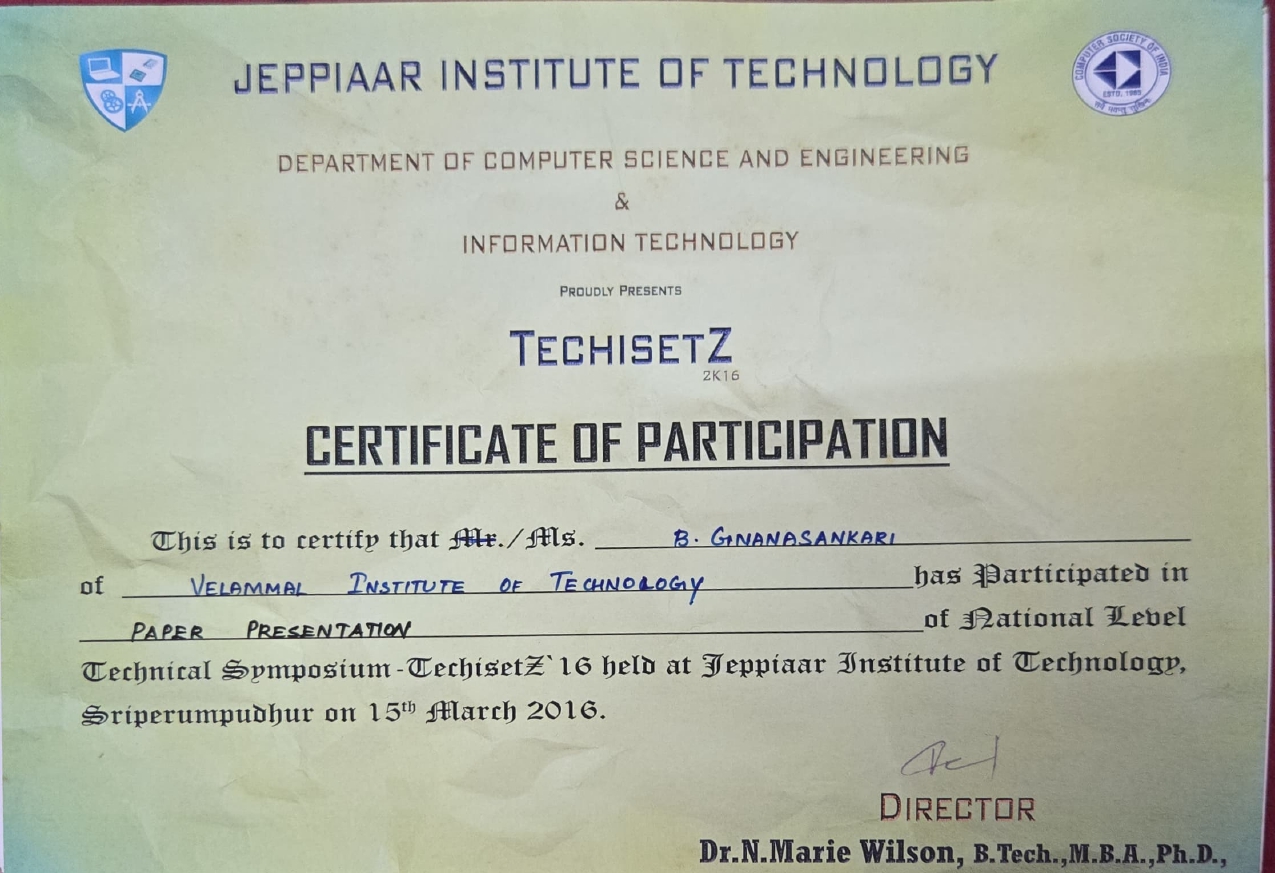 JEPPIAAR INSTITUTE OF TECHNOLOGY
COMPUTER SOCIETY OF INDIA
ESTD. 1965
DEPARTMENT OF COMPUTER SCIENCE AND ENGINEERING
&
INFORMATION TECHNOLOGY
PROUDLY PRESENTS
TECHISETZ
2K16
CERTIFICATE OF PARTICIPATION
This is to certify that Mr./Ms. B. GNANASANKARI
of VELAMMAL INSTITUTE OF TECHNOLOGY has Participated in
PAPER PRESENTATION of National Level
Technical Symposium-TechisetZ`16 held at Jeppiaar Institute of Technology,
Sriperumpudhur on 15th March 2016.
DIRECTOR
Dr.N.Marie Wilson, B.Tech.,M.B.A.,Ph.D.,